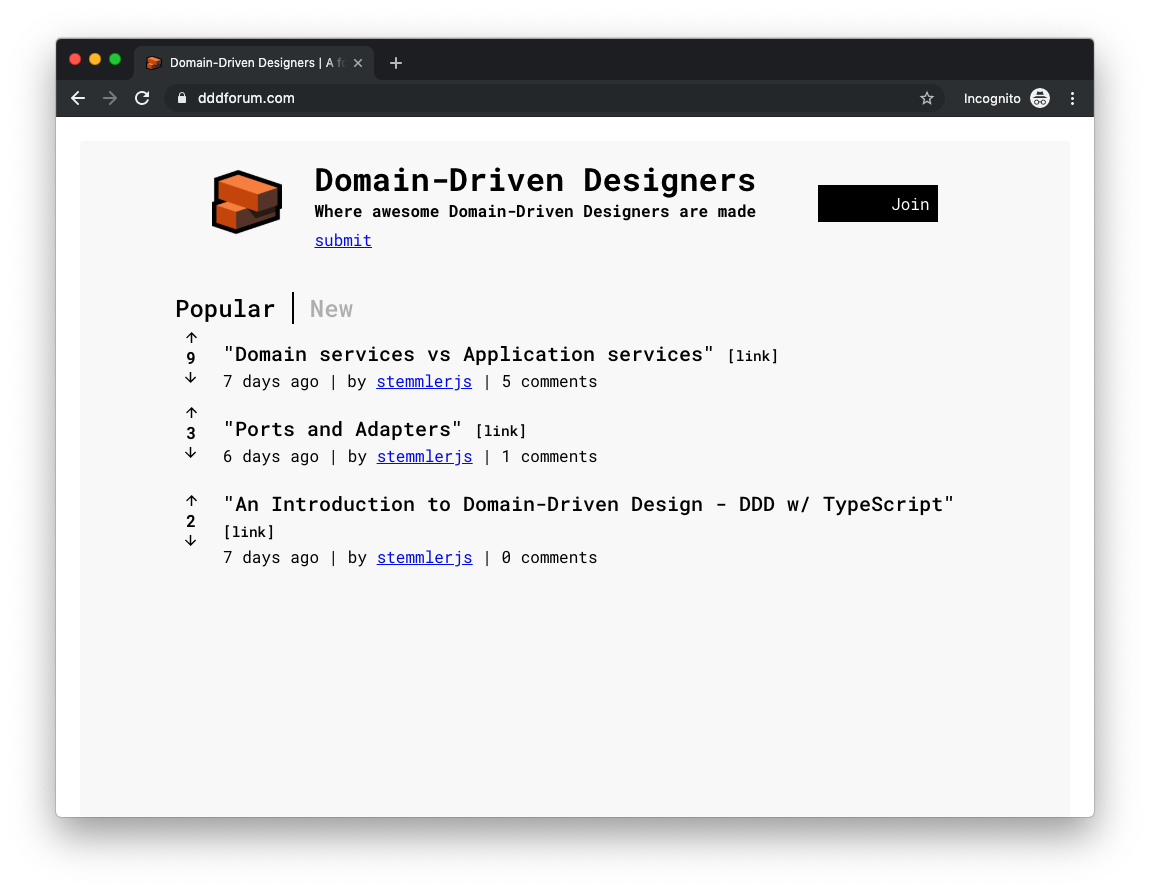 Domain-Driven Designers | A fo
dddforum.com
Incognito
Domain-Driven Designers
Where awesome Domain-Driven Designers are made
Join
submit
Popular | New
9
"Domain services vs Application services" [link]
7 days ago | by stemmlerjs | 5 comments
3
"Ports and Adapters" [link]
6 days ago | by stemmlerjs | 1 comments
2
"An Introduction to Domain-Driven Design - DDD w/ TypeScript"
[link]
7 days ago | by stemmlerjs | 0 comments